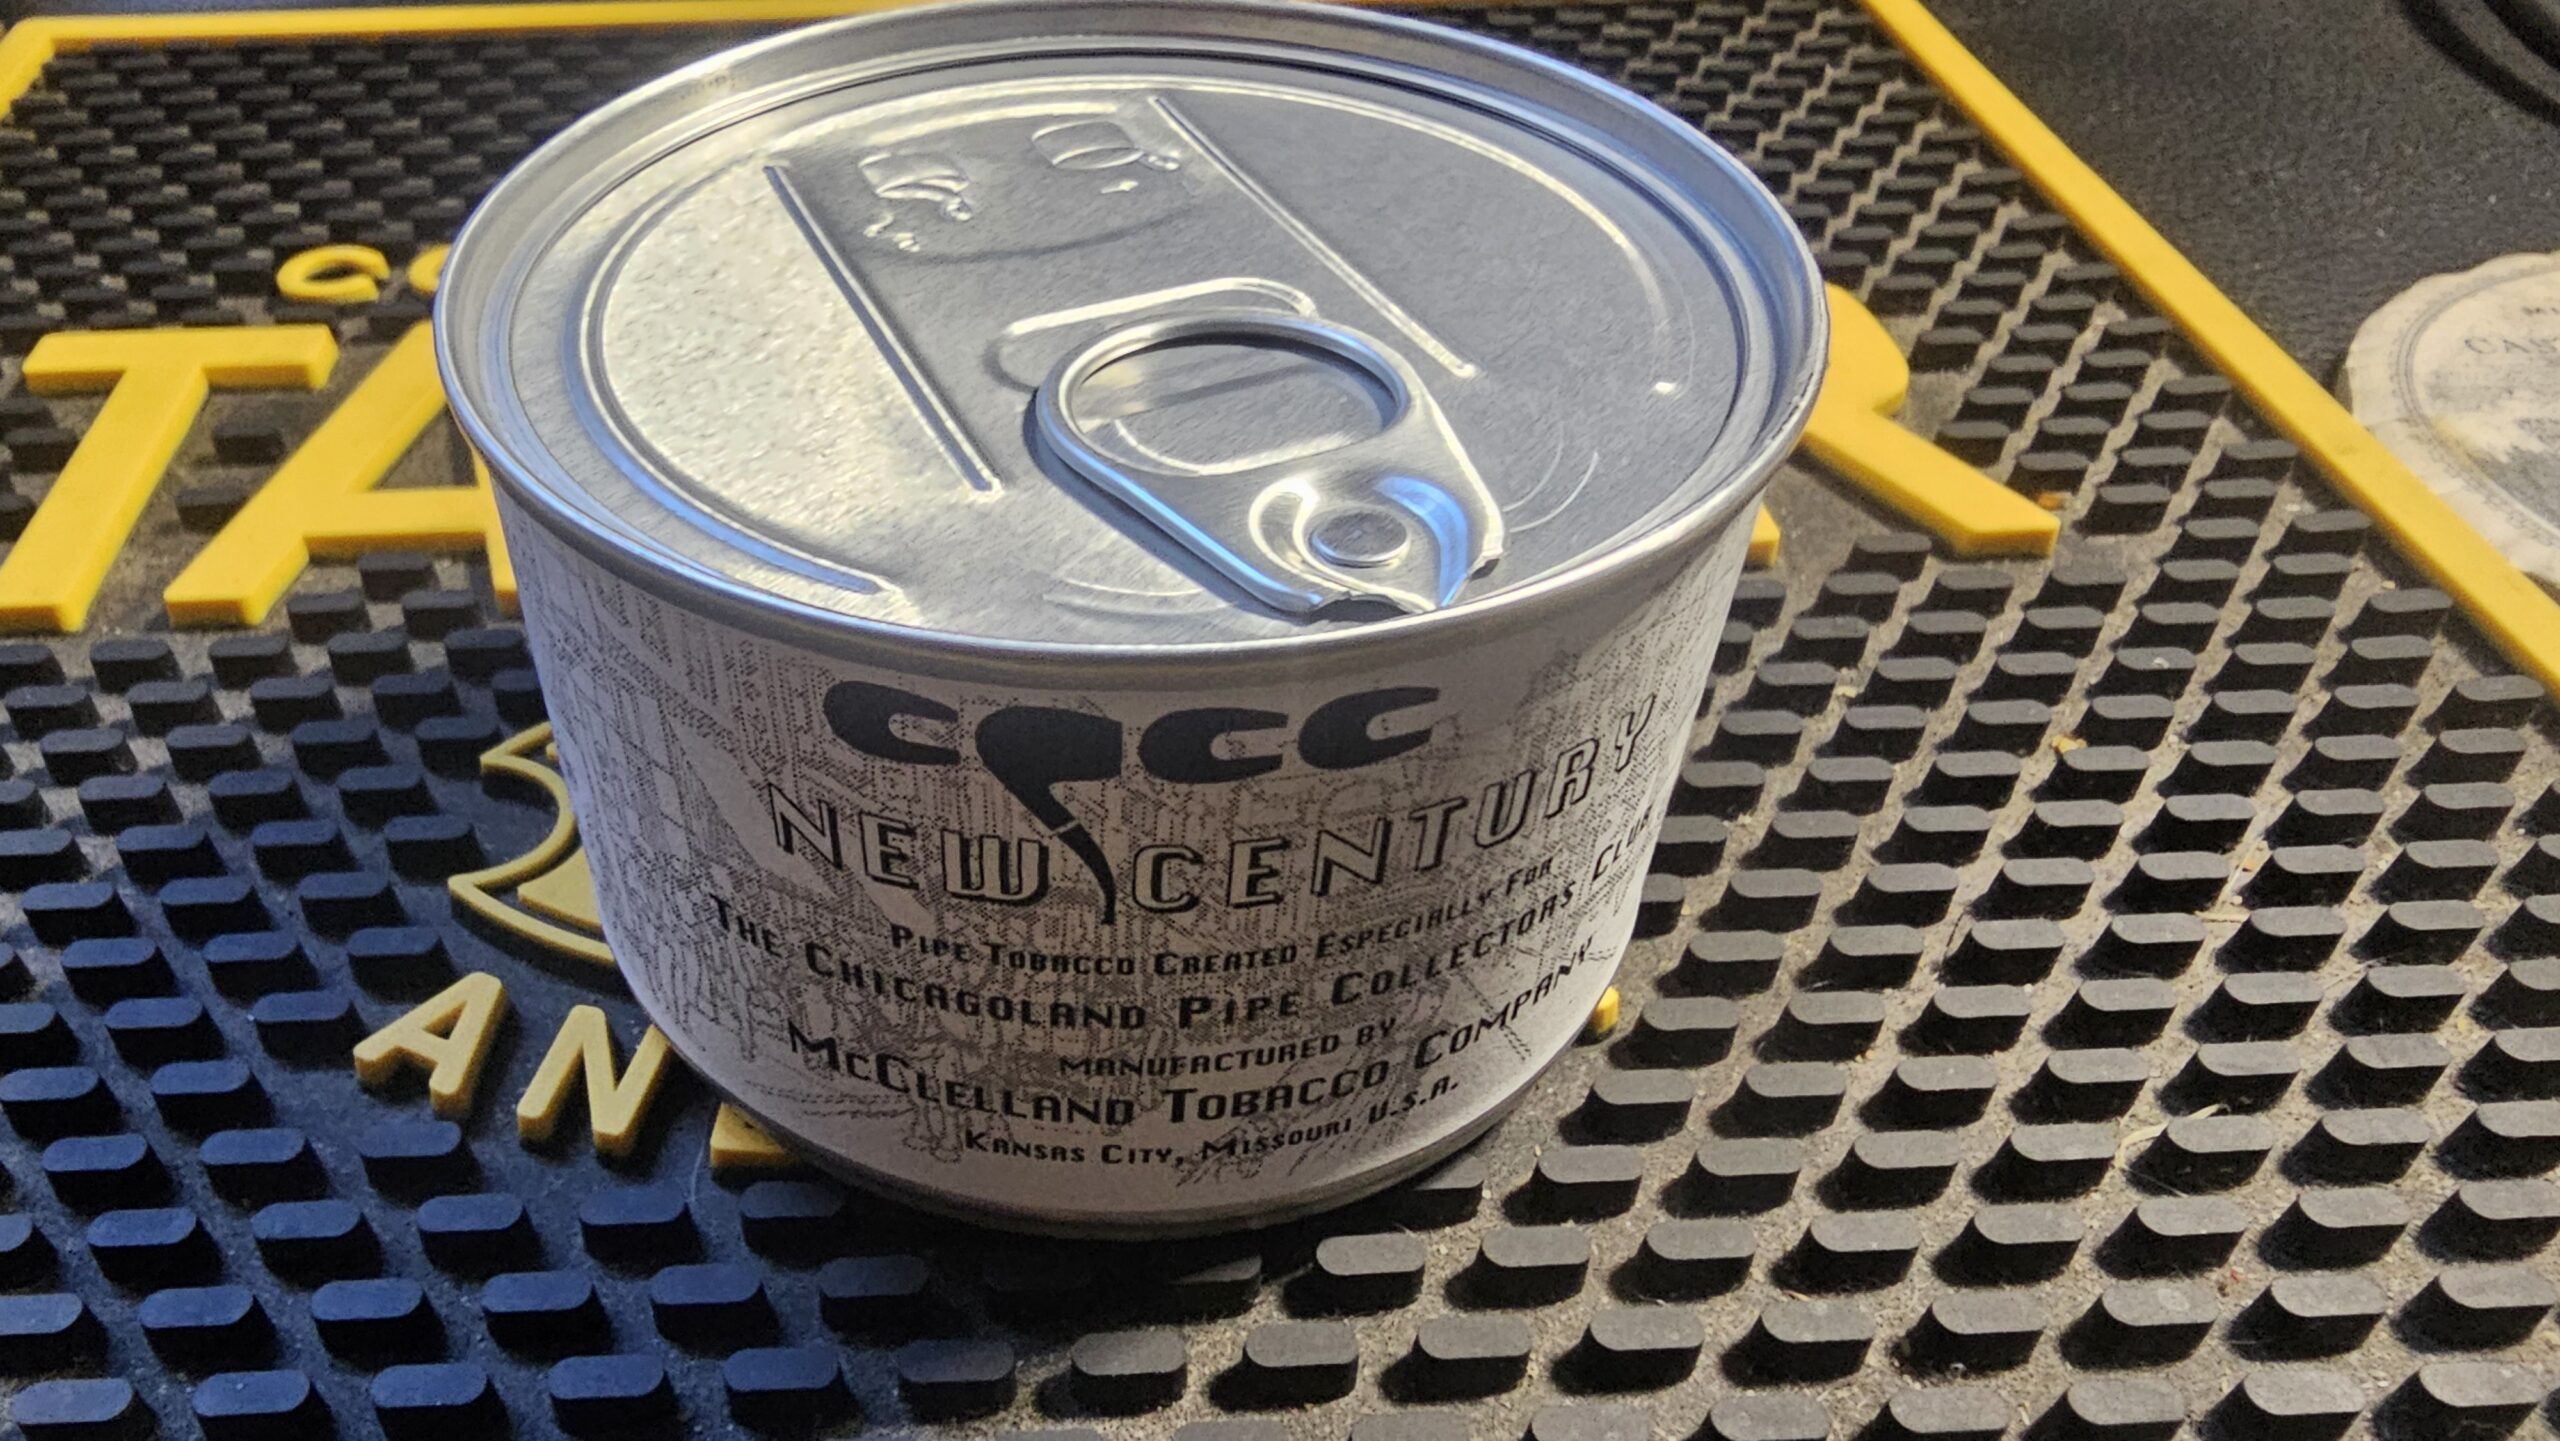 CPCC
NEW CENTURY
PIPE TOBACCO CREATED ESPECIALLY FOR
THE CHICAGOLAND PIPE COLLECTORS CLUB
MANUFACTURED BY
MCCLELLAND TOBACCO COMPANY
KANSAS CITY, MISSOURI U.S.A.